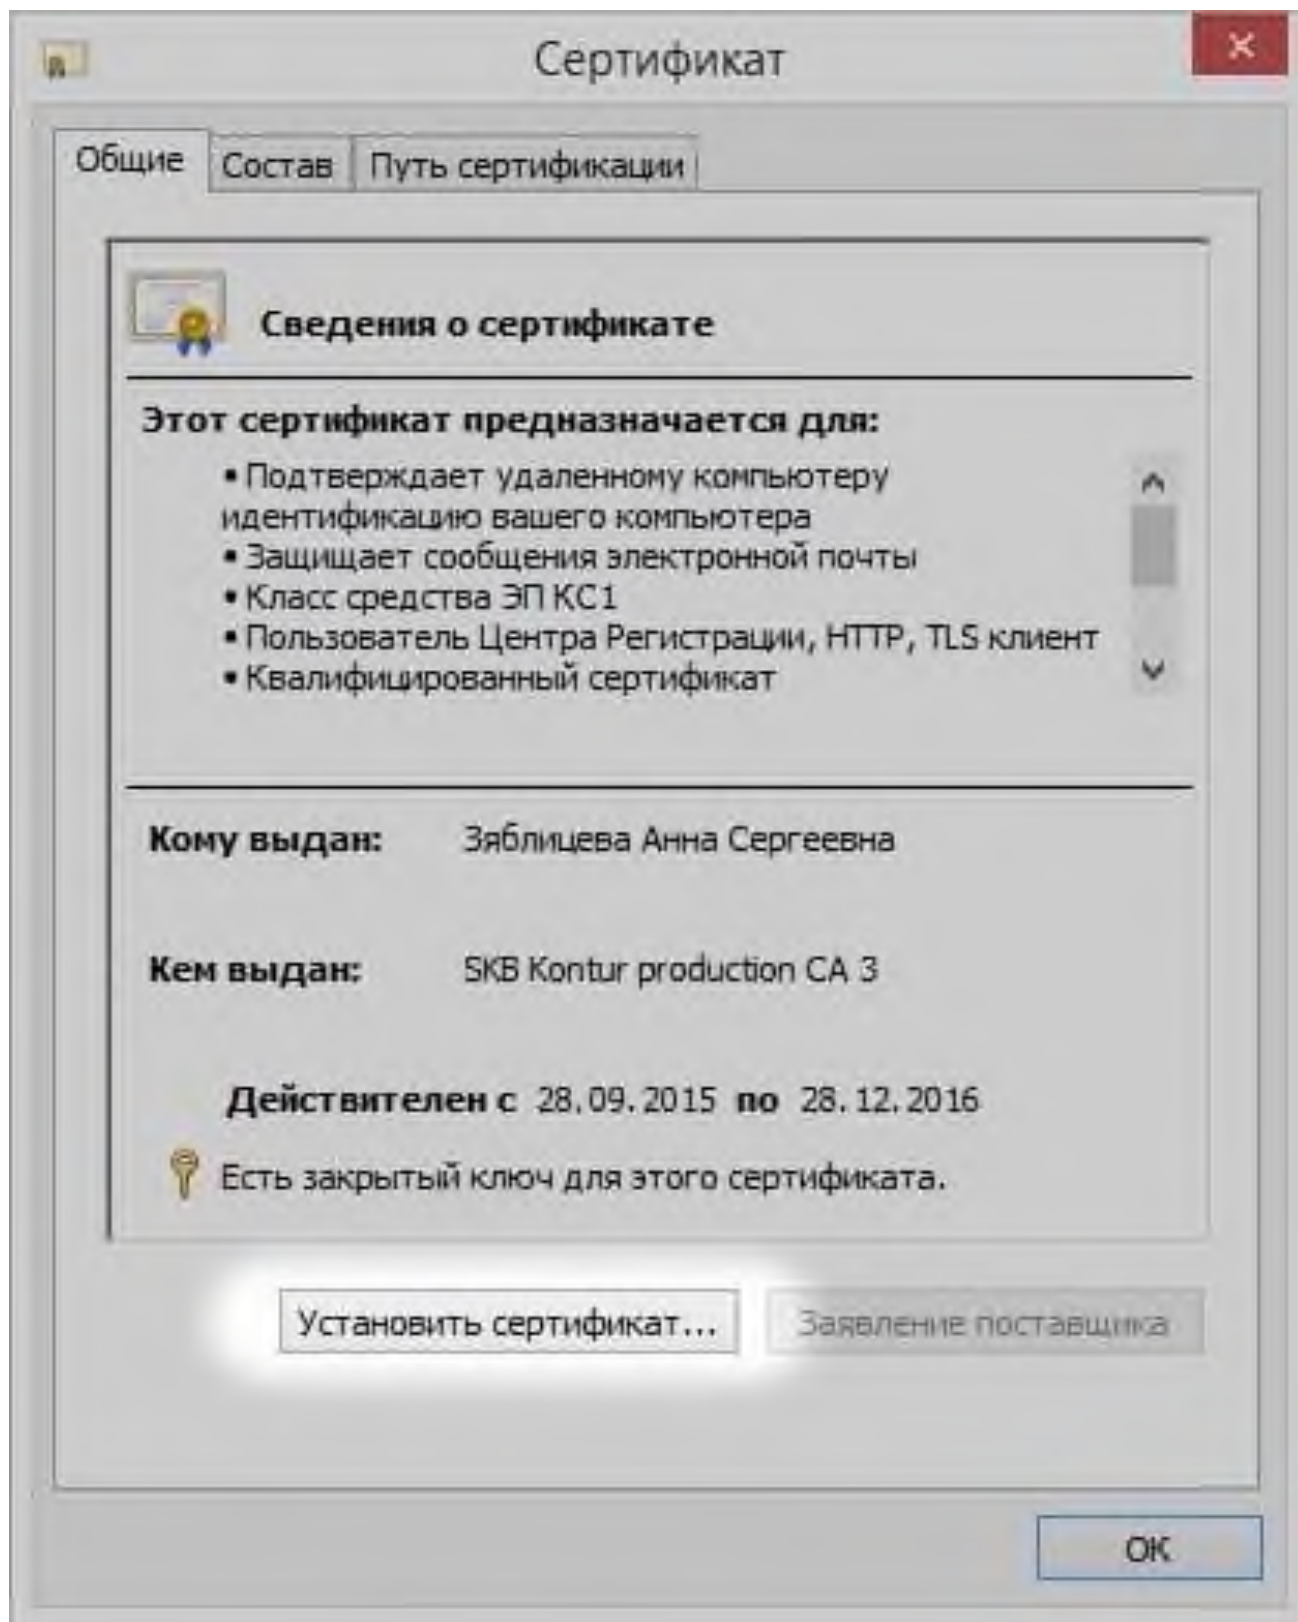 Сертификат
Общие
Состав
Путь сертификации
Сведения о сертификате
Этот сертификат предназначается для:
• Подтверждает удаленному компьютеру
идентификацию вашего компьютера
• Защищает сообщения электронной почты
• Класс средства ЭП КС1
• Пользователь Центра Регистрации, HTTP, TLS клиент
• Квалифицированный сертификат
Кому выдан: Зяблицева Анна Сергеевна
Кем выдан: SKB Kontur production CA 3
Действителен с 28.09.2015 по 28.12.2016
Есть закрытый ключ для этого сертификата.
Установить сертификат...
Заявление поставщика
ОК